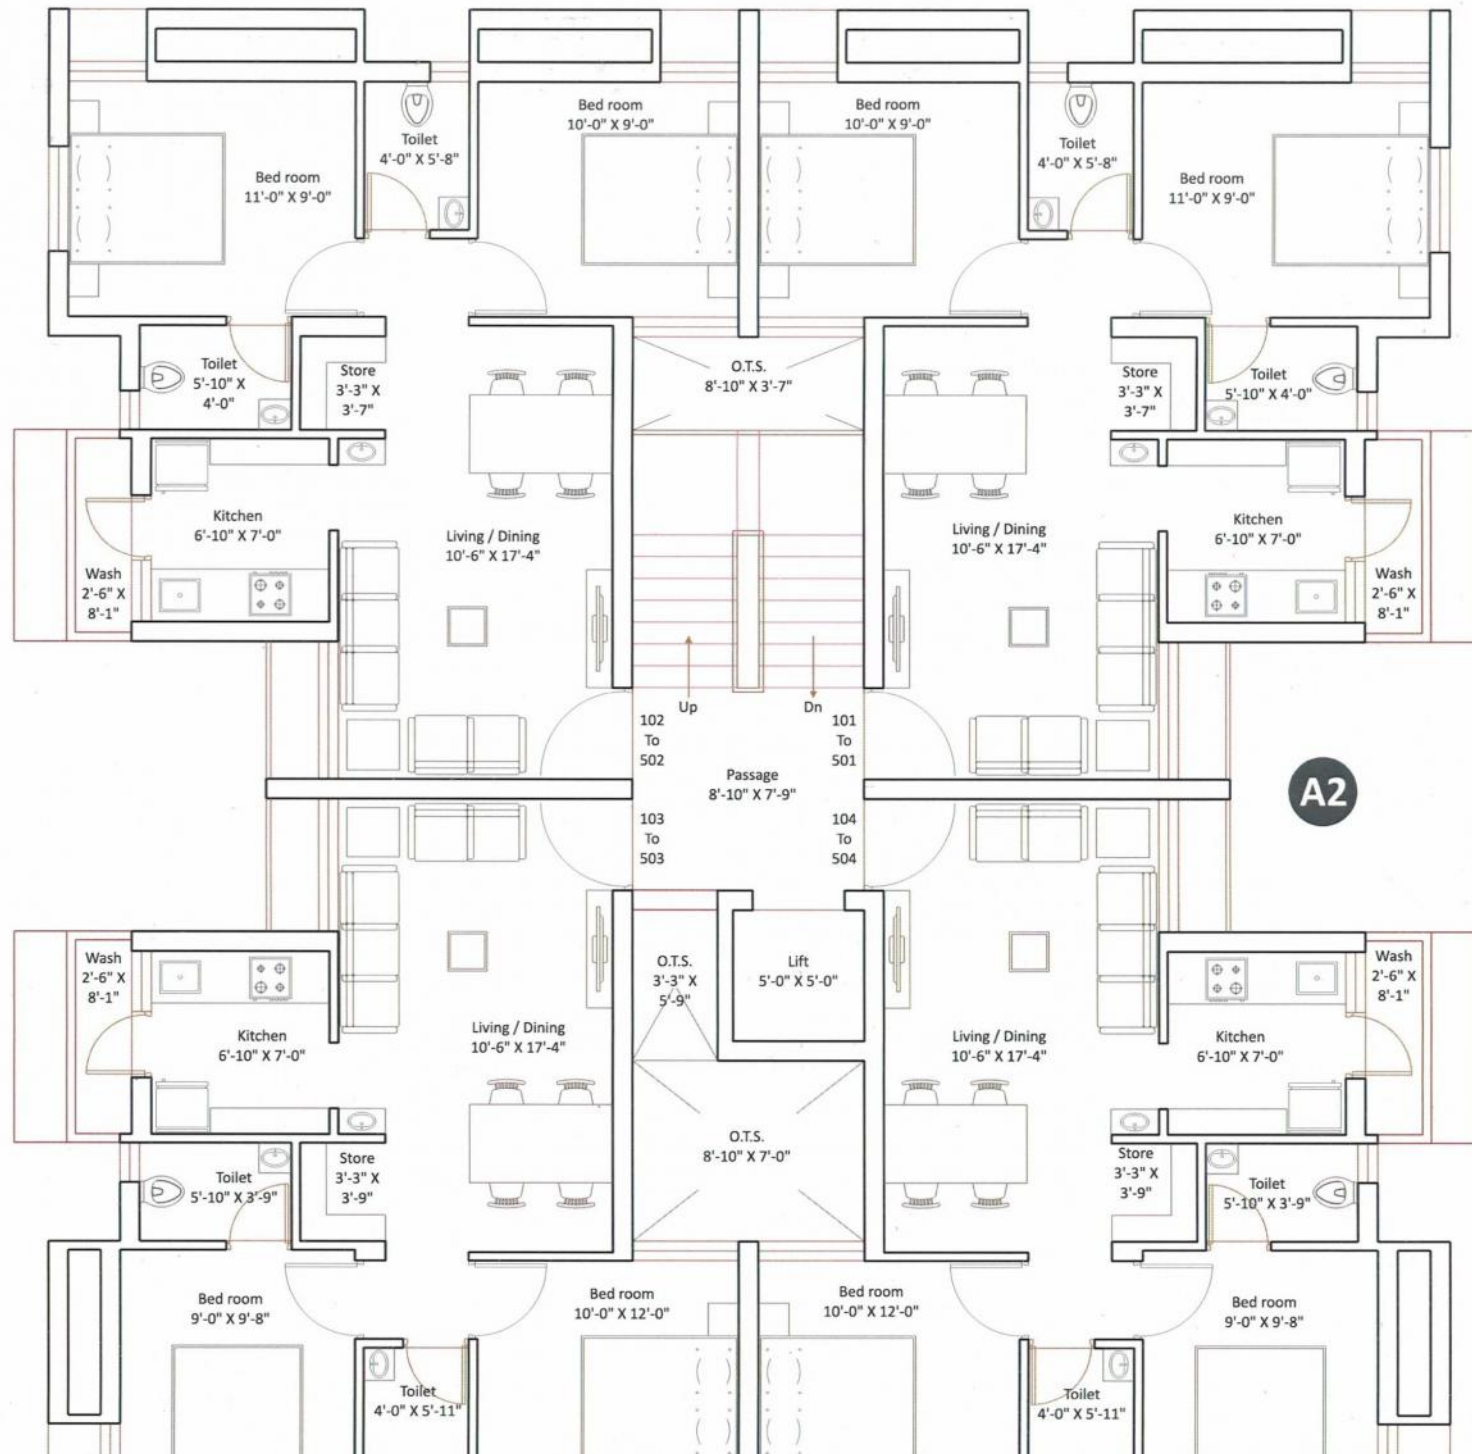 Bed room
10'-0" X 9'-0"
Bed room
10'-0" X 9'-0"
Toilet
4'-0" X 5'-8"
Toilet
4'-0" X 5'-8"
Bed room
11'-0" X 9'-0"
Bed room
11'-0" X 9'-0"
Toilet
5'-10" X
4'-0"
Store
3'-3" X
3'-7"
O.T.S.
8'-10" X 3'-7"
Store
3'-3" X
3'-7"
Toilet
5'-10" X 4'-0"
Kitchen
6'-10" X 7'-0"
Living / Dining
10'-6" X 17'-4"
Living / Dining
10'-6" X 17'-4"
Kitchen
6'-10" X 7'-0"
Wash
2'-6" X
8'-1"
Wash
2'-6" X
8'-1"
Up
Dn
102
To
502
101
To
501
Passage
8'-10" X 7'-9"
A2
103
To
503
104
To
504
Wash
2'-6" X
8'-1"
O.T.S.
3'-3" X
5'-9"
Lift
5'-0" X 5'-0"
Wash
2'-6" X
8'-1"
Kitchen
6'-10" X 7'-0"
Living / Dining
10'-6" X 17'-4"
Living / Dining
10'-6" X 17'-4"
Kitchen
6'-10" X 7'-0"
O.T.S.
8'-10" X 7'-0"
Toilet
5'-10" X 3'-9"
Store
3'-3" X
3'-9"
Store
3'-3" X
3'-9"
Toilet
5'-10" X 3'-9"
Bed room
9'-0" X 9'-8"
Bed room
10'-0" X 12'-0"
Bed room
10'-0" X 12'-0"
Bed room
9'-0" X 9'-8"
Toilet
4'-0" X 5'-11"
Toilet
4'-0" X 5'-11"